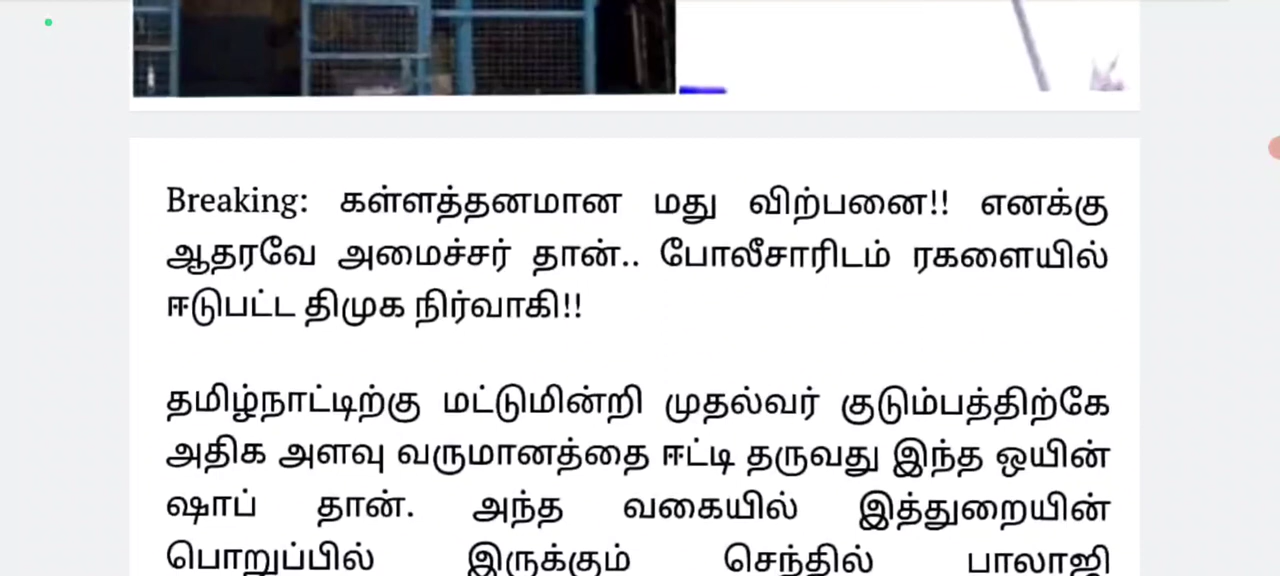 Breaking: கள்ளத்தனமான மது விற்பனை!! எனக்கு
ஆதரவே அமைச்சர் தான்.. போலீசாரிடம் ரகளையில்
ஈடுபட்ட திமுக நிர்வாகி!!
தமிழ்நாட்டிற்கு மட்டுமின்றி முதல்வர் குடும்பத்திற்கே
அதிக அளவு வருமானத்தை ஈட்டி தருவது இந்த ஒயின்
ஷாப் தான். அந்த வகையில் இத்துறையின்
பொறுப்பில் இருக்கும் செந்தில் பாலாஜி